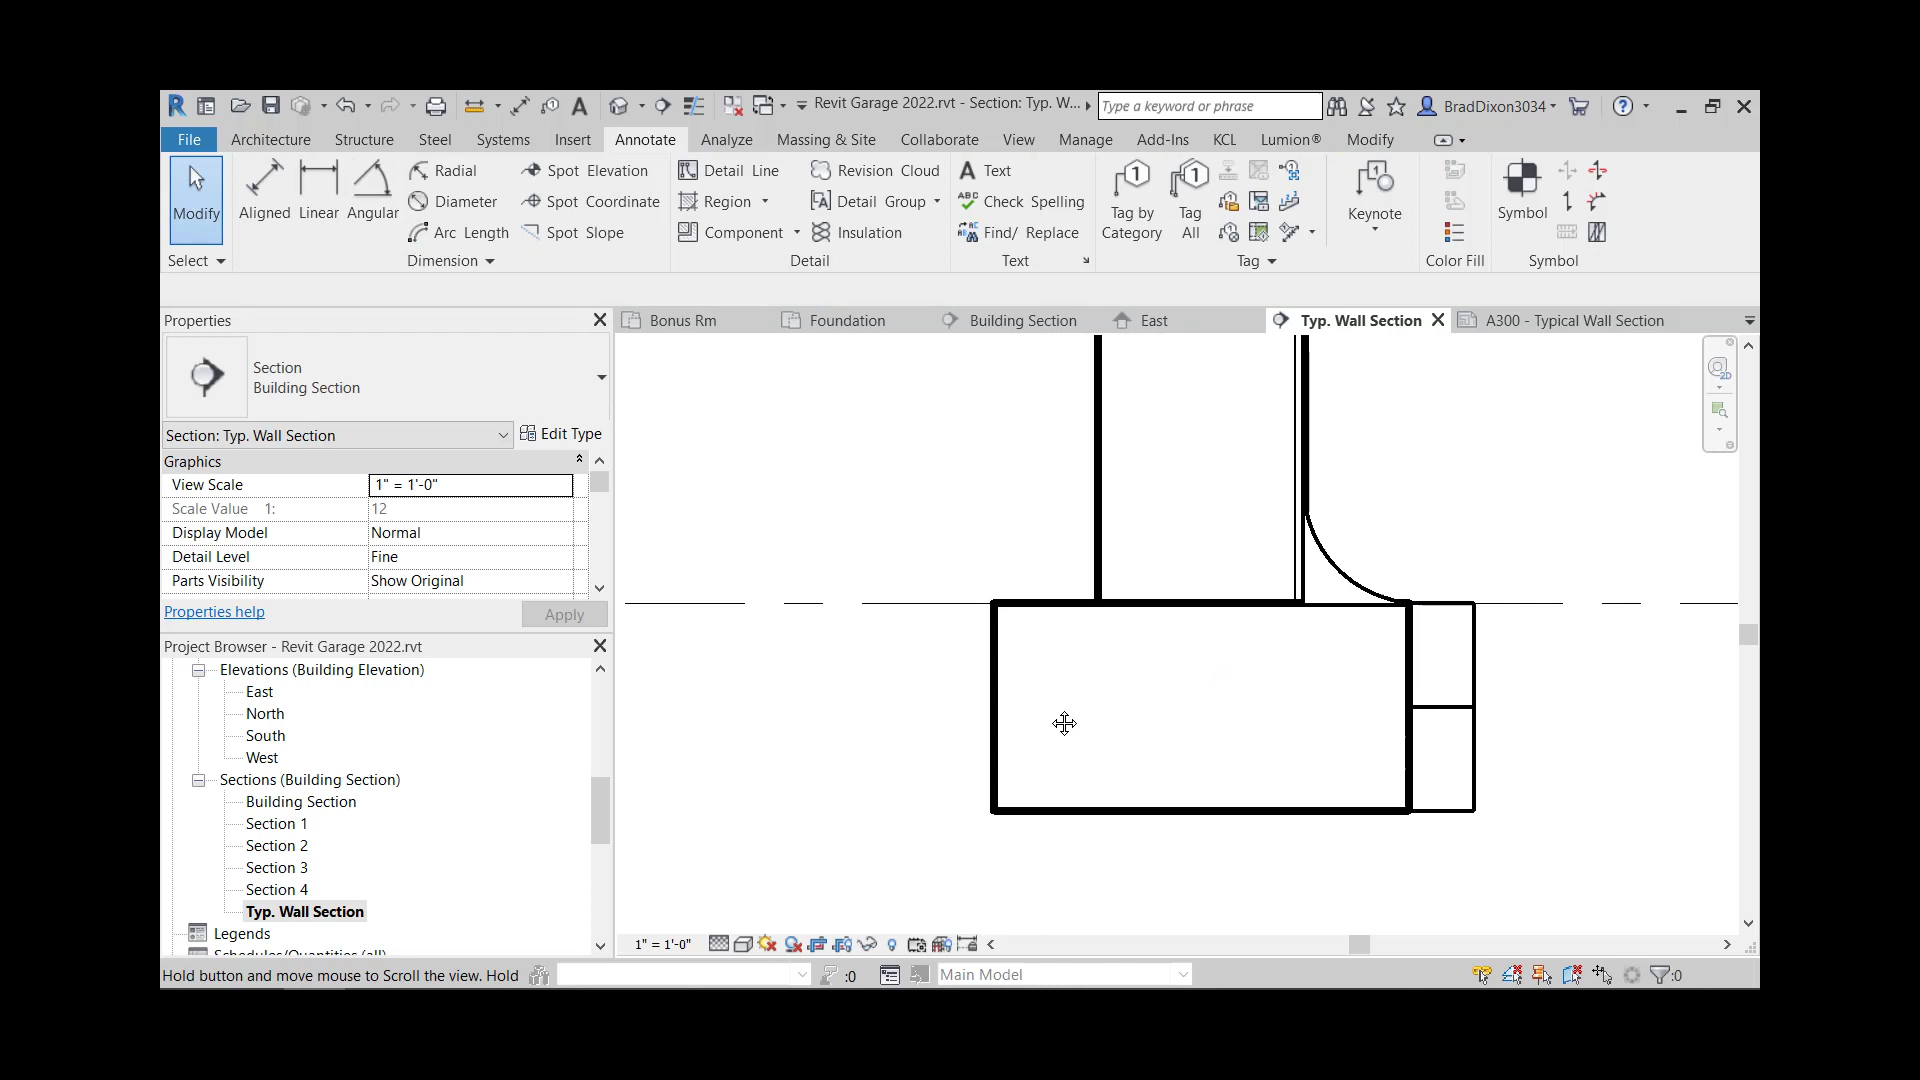 Revit Garage 2022.rvt - Section: Typ. W...
Type a keyword or phrase
BradDixon3034
File Architecture Structure Steel Systems Insert Annotate Analyze Massing & Site Collaborate View Manage Add-Ins KCL Lumion® Modify
Modify
Select
Aligned
Linear
Angular
Radial
Diameter
Arc Length
Spot Elevation
Spot Coordinate
Spot Slope
Dimension
Detail Line
Region
Component
Revision Cloud
Detail Group
Insulation
Detail
Text
Check Spelling
Find/ Replace
Text
Tag by
Category
Tag
All
Tag
Keynote
Color Fill
Symbol
Symbol
Properties
Section
Building Section
Section: Typ. Wall Section
Edit Type
Graphics
View Scale 1" = 1'-0"
Scale Value 1: 12
Display Model Normal
Detail Level Fine
Parts Visibility Show Original
Properties help
Apply
Project Browser - Revit Garage 2022.rvt
Elevations (Building Elevation)
East
North
South
West
Sections (Building Section)
Building Section
Section 1
Section 2
Section 3
Section 4
Typ. Wall Section
Legends
Schedules/Quantities (all)
Bonus Rm
Foundation
Building Section
East
Typ. Wall Section
A300 - Typical Wall Section
2D
1" = 1'-0"
Hold button and move mouse to Scroll the view. Hold
:0
Main Model
:0